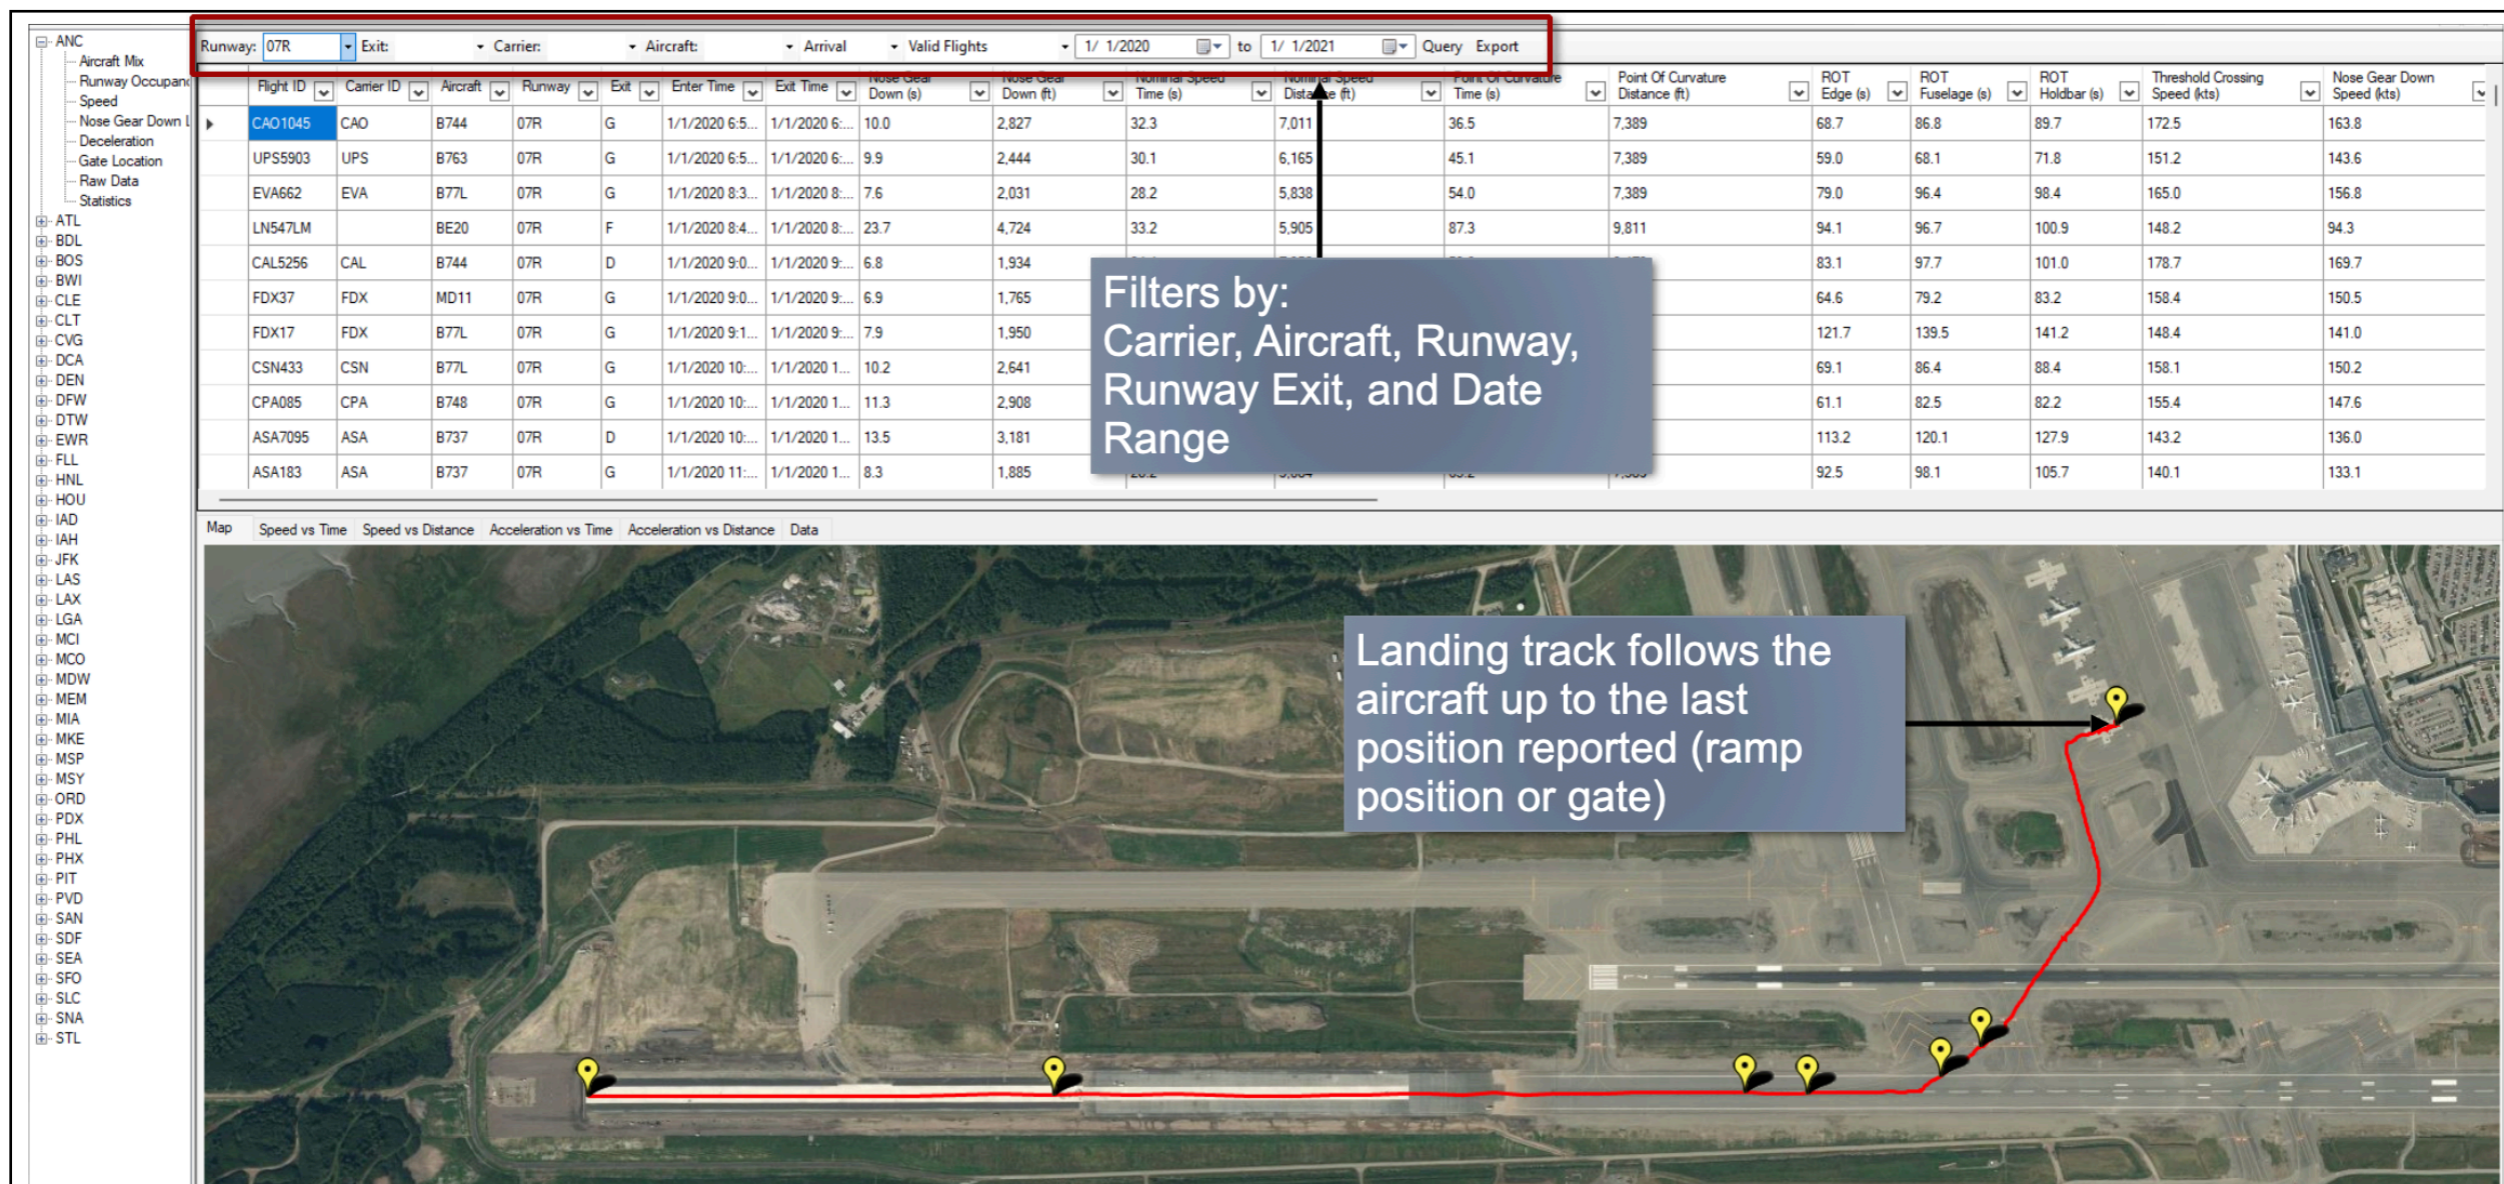 Runway: 07R Exit: Carrier: Aircraft: Arrival Valid Flights 1/ 1/2020 to 1/ 1/2021 Query Export
ANC
Aircraft Mix
Runway Occupanc
Speed
Nose Gear Down L
Deceleration
Gate Location
Raw Data
Statistics
ATL
BDL
BOS
BWI
CLE
CLT
CVG
DCA
DEN
DFW
DTW
EWR
FLL
HNL
HOU
IAD
IAH
JFK
LAS
LAX
LGA
MCI
MCO
MDW
MEM
MIA
MKE
MSP
MSY
ORD
PDX
PHL
PHX
PIT
PVD
SAN
SDF
SEA
SFO
SLC
SNA
STL
Flight ID Carrier ID Aircraft Runway Exit Enter Time Exit Time Nose Gear Down (s) Nose Gear Down (ft) Nominal Speed Time (s) Nominal Speed Distance (ft) Point Of Curvature Time (s) Point Of Curvature Distance (ft) ROT Edge (s) ROT Fuselage (s) ROT Holdbar (s) Threshold Crossing Speed (kts) Nose Gear Down Speed (kts)
CAO1045 CAO B744 07R G 1/1/2020 6:5... 1/1/2020 6:... 10.0 2,827 32.3 7,011 36.5 7,389 68.7 86.8 89.7 172.5 163.8
UPS5903 UPS B763 07R G 1/1/2020 6:5... 1/1/2020 6:... 9.9 2,444 30.1 6,165 45.1 7,389 59.0 68.1 71.8 151.2 143.6
EVA662 EVA B77L 07R G 1/1/2020 8:3... 1/1/2020 8:... 7.6 2,031 28.2 5,838 54.0 7,389 79.0 96.4 98.4 165.0 156.8
LN547LM BE20 07R F 1/1/2020 8:4... 1/1/2020 8:... 23.7 4,724 33.2 5,905 87.3 9,811 94.1 96.7 100.9 148.2 94.3
CAL5256 CAL B744 07R D 1/1/2020 9:0... 1/1/2020 9:... 6.8 1,934 83.1 97.7 101.0 178.7 169.7
FDX37 FDX MD11 07R G 1/1/2020 9:0... 1/1/2020 9:... 6.9 1,765 64.6 79.2 83.2 158.4 150.5
FDX17 FDX B77L 07R G 1/1/2020 9:1... 1/1/2020 9:... 7.9 1,950 121.7 139.5 141.2 148.4 141.0
CSN433 CSN B77L 07R G 1/1/2020 10:... 1/1/2020 1... 10.2 2,641 69.1 86.4 88.4 158.1 150.2
CPA085 CPA B748 07R G 1/1/2020 10:... 1/1/2020 1... 11.3 2,908 61.1 82.5 82.2 155.4 147.6
ASA7095 ASA B737 07R D 1/1/2020 10:... 1/1/2020 1... 13.5 3,181 113.2 120.1 127.9 143.2 136.0
ASA183 ASA B737 07R G 1/1/2020 11:... 1/1/2020 1... 8.3 1,885 92.5 98.1 105.7 140.1 133.1
Filters by:
Carrier, Aircraft, Runway,
Runway Exit, and Date
Range
Map Speed vs Time Speed vs Distance Acceleration vs Time Acceleration vs Distance Data
Landing track follows the
aircraft up to the last
position reported (ramp
position or gate)